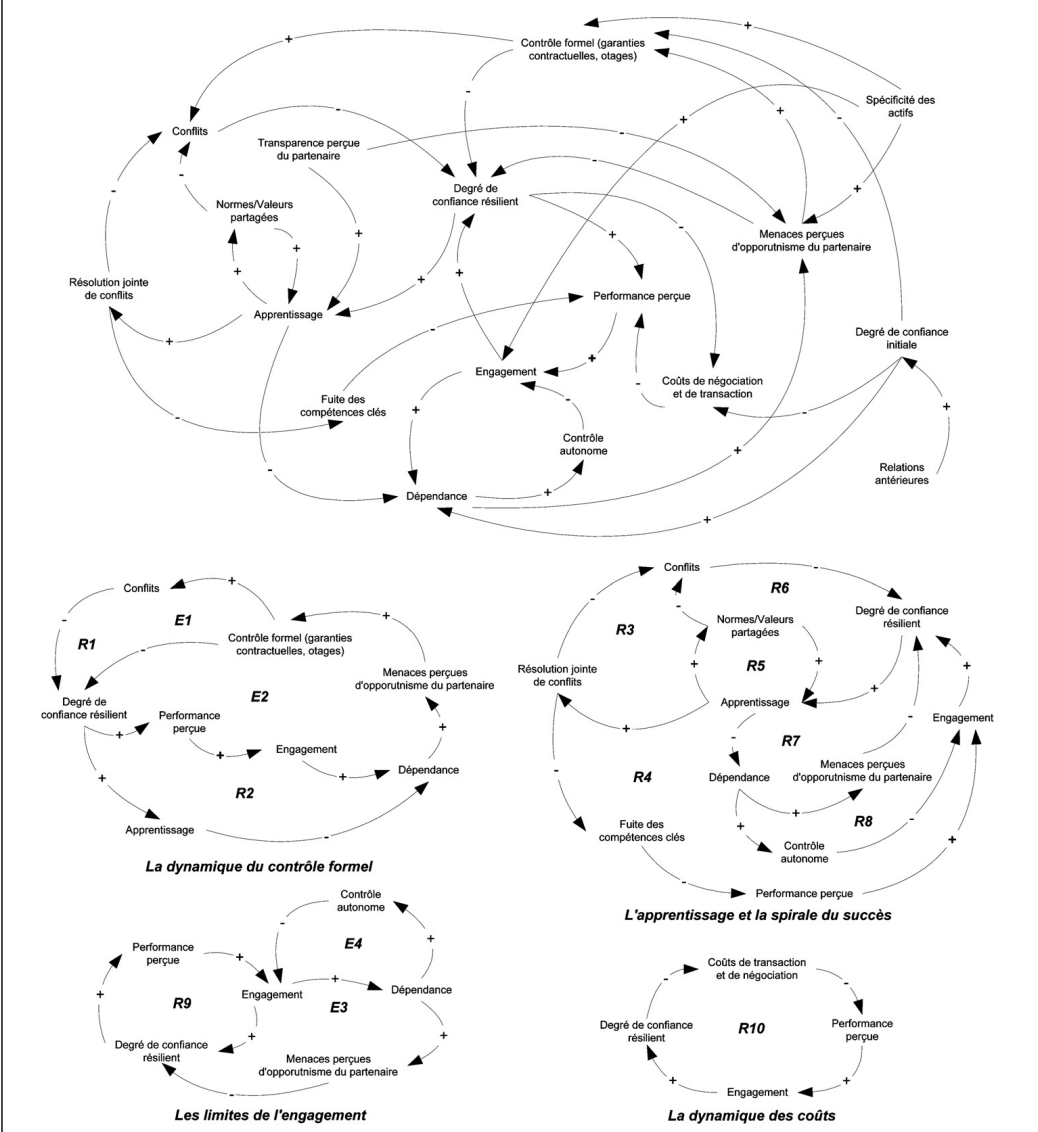 +
Contrôle formel (garanties
contractuelles, otages)
+
-
Spécificité des
actifs
+
+
-
-
Conflits
Transparence perçue
du partenaire
-
-
+
Degré de
confiance résilient
-
Normes/Valeurs
partagées
+
+
+
-
Menaces perçues
d'opporutnisme du partenaire
+
+
+
+
Résolution jointe
de conflits
Performance perçue
Apprentissage
-
+
Degré de confiance
initiale
+
Engagement
Coûts de négociation
et de transaction
-
Fuite des
compétences clés
-
+
-
-
+
Contrôle
autonome
+
-
Relations
antérieures
Dépendance
+
+
Conflits
+
-
E1
R1
Contrôle formel (garanties
contractuelles, otages)
-
+
Menaces perçues
d'opporutnisme du partenaire
E2
Degré de
confiance résilient
Performance
perçue
+
+
Engagement
+
+
Dépendance
+
R2
Apprentissage
-
La dynamique du contrôle formel
Conflits
-
R6
Degré de confiance
résilient
-
-
R3
Normes/Valeurs
partagées
+
R5
+
+
+
Résolution jointe
de conflits
Apprentissage
+
-
R7
-
Engagement
Dépendance
Menaces perçues
d'opporutnisme du partenaire
-
R4
+
R8
-
+
Fuite des
compétences clés
Contrôle
autonome
+
-
Performance perçue
L'apprentissage et la spirale du succès
Contrôle
autonome
-
E4
+
Performance
perçue
+
+
R9
Engagement
+
Dépendance
E3
+
+
Degré de confiance
résilient
Menaces perçues
d'opporutnisme du partenaire
-
Les limites de l'engagement
Coûts de transaction
et de négociation
-
-
Degré de confiance
résilient
R10
Performance
perçue
+
+
Engagement
La dynamique des coûts